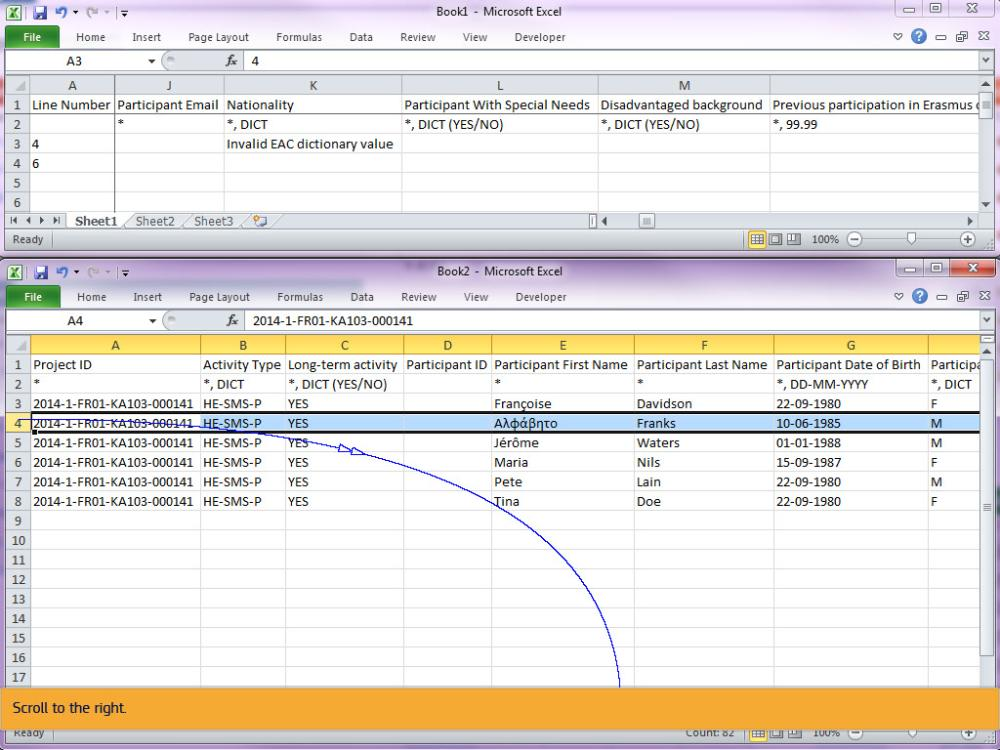 Book1 - Microsoft Excel
File Home Insert Page Layout Formulas Data Review View Developer
A3 fx 4
A J K L M
1 Line Number Participant Email Nationality Participant With Special Needs Disadvantaged background Previous participation in Erasmus
2 * *, DICT *, DICT (YES/NO) *, DICT (YES/NO) *, 99.99
3 4 Invalid EAC dictionary value
4 6
5
6
Sheet1 Sheet2 Sheet3
Ready 100%
Book2 - Microsoft Excel
File Home Insert Page Layout Formulas Data Review View Developer
A4 fx 2014-1-FR01-KA103-000141
A B C D E F G
1 Project ID Activity Type Long-term activity Participant ID Participant First Name Participant Last Name Participant Date of Birth Participa
2 * *, DICT *, DICT (YES/NO) * * *, DD-MM-YYYY *, DICT
3 2014-1-FR01-KA103-000141 HE-SMS-P YES Françoise Davidson 22-09-1980 F
4 2014-1-FR01-KA103-000141 HE-SMS-P YES Αλφάβητο Franks 10-06-1985 M
5 2014-1-FR01-KA103-000141 HE-SMS-P YES Jérôme Waters 01-01-1988 M
6 2014-1-FR01-KA103-000141 HE-SMS-P YES Maria Nils 15-09-1987 F
7 2014-1-FR01-KA103-000141 HE-SMS-P YES Pete Lain 22-09-1980 M
8 2014-1-FR01-KA103-000141 HE-SMS-P YES Tina Doe 22-09-1980 F
9
10
11
12
13
14
15
16
17
Scroll to the right.
Ready Count: 82 100%